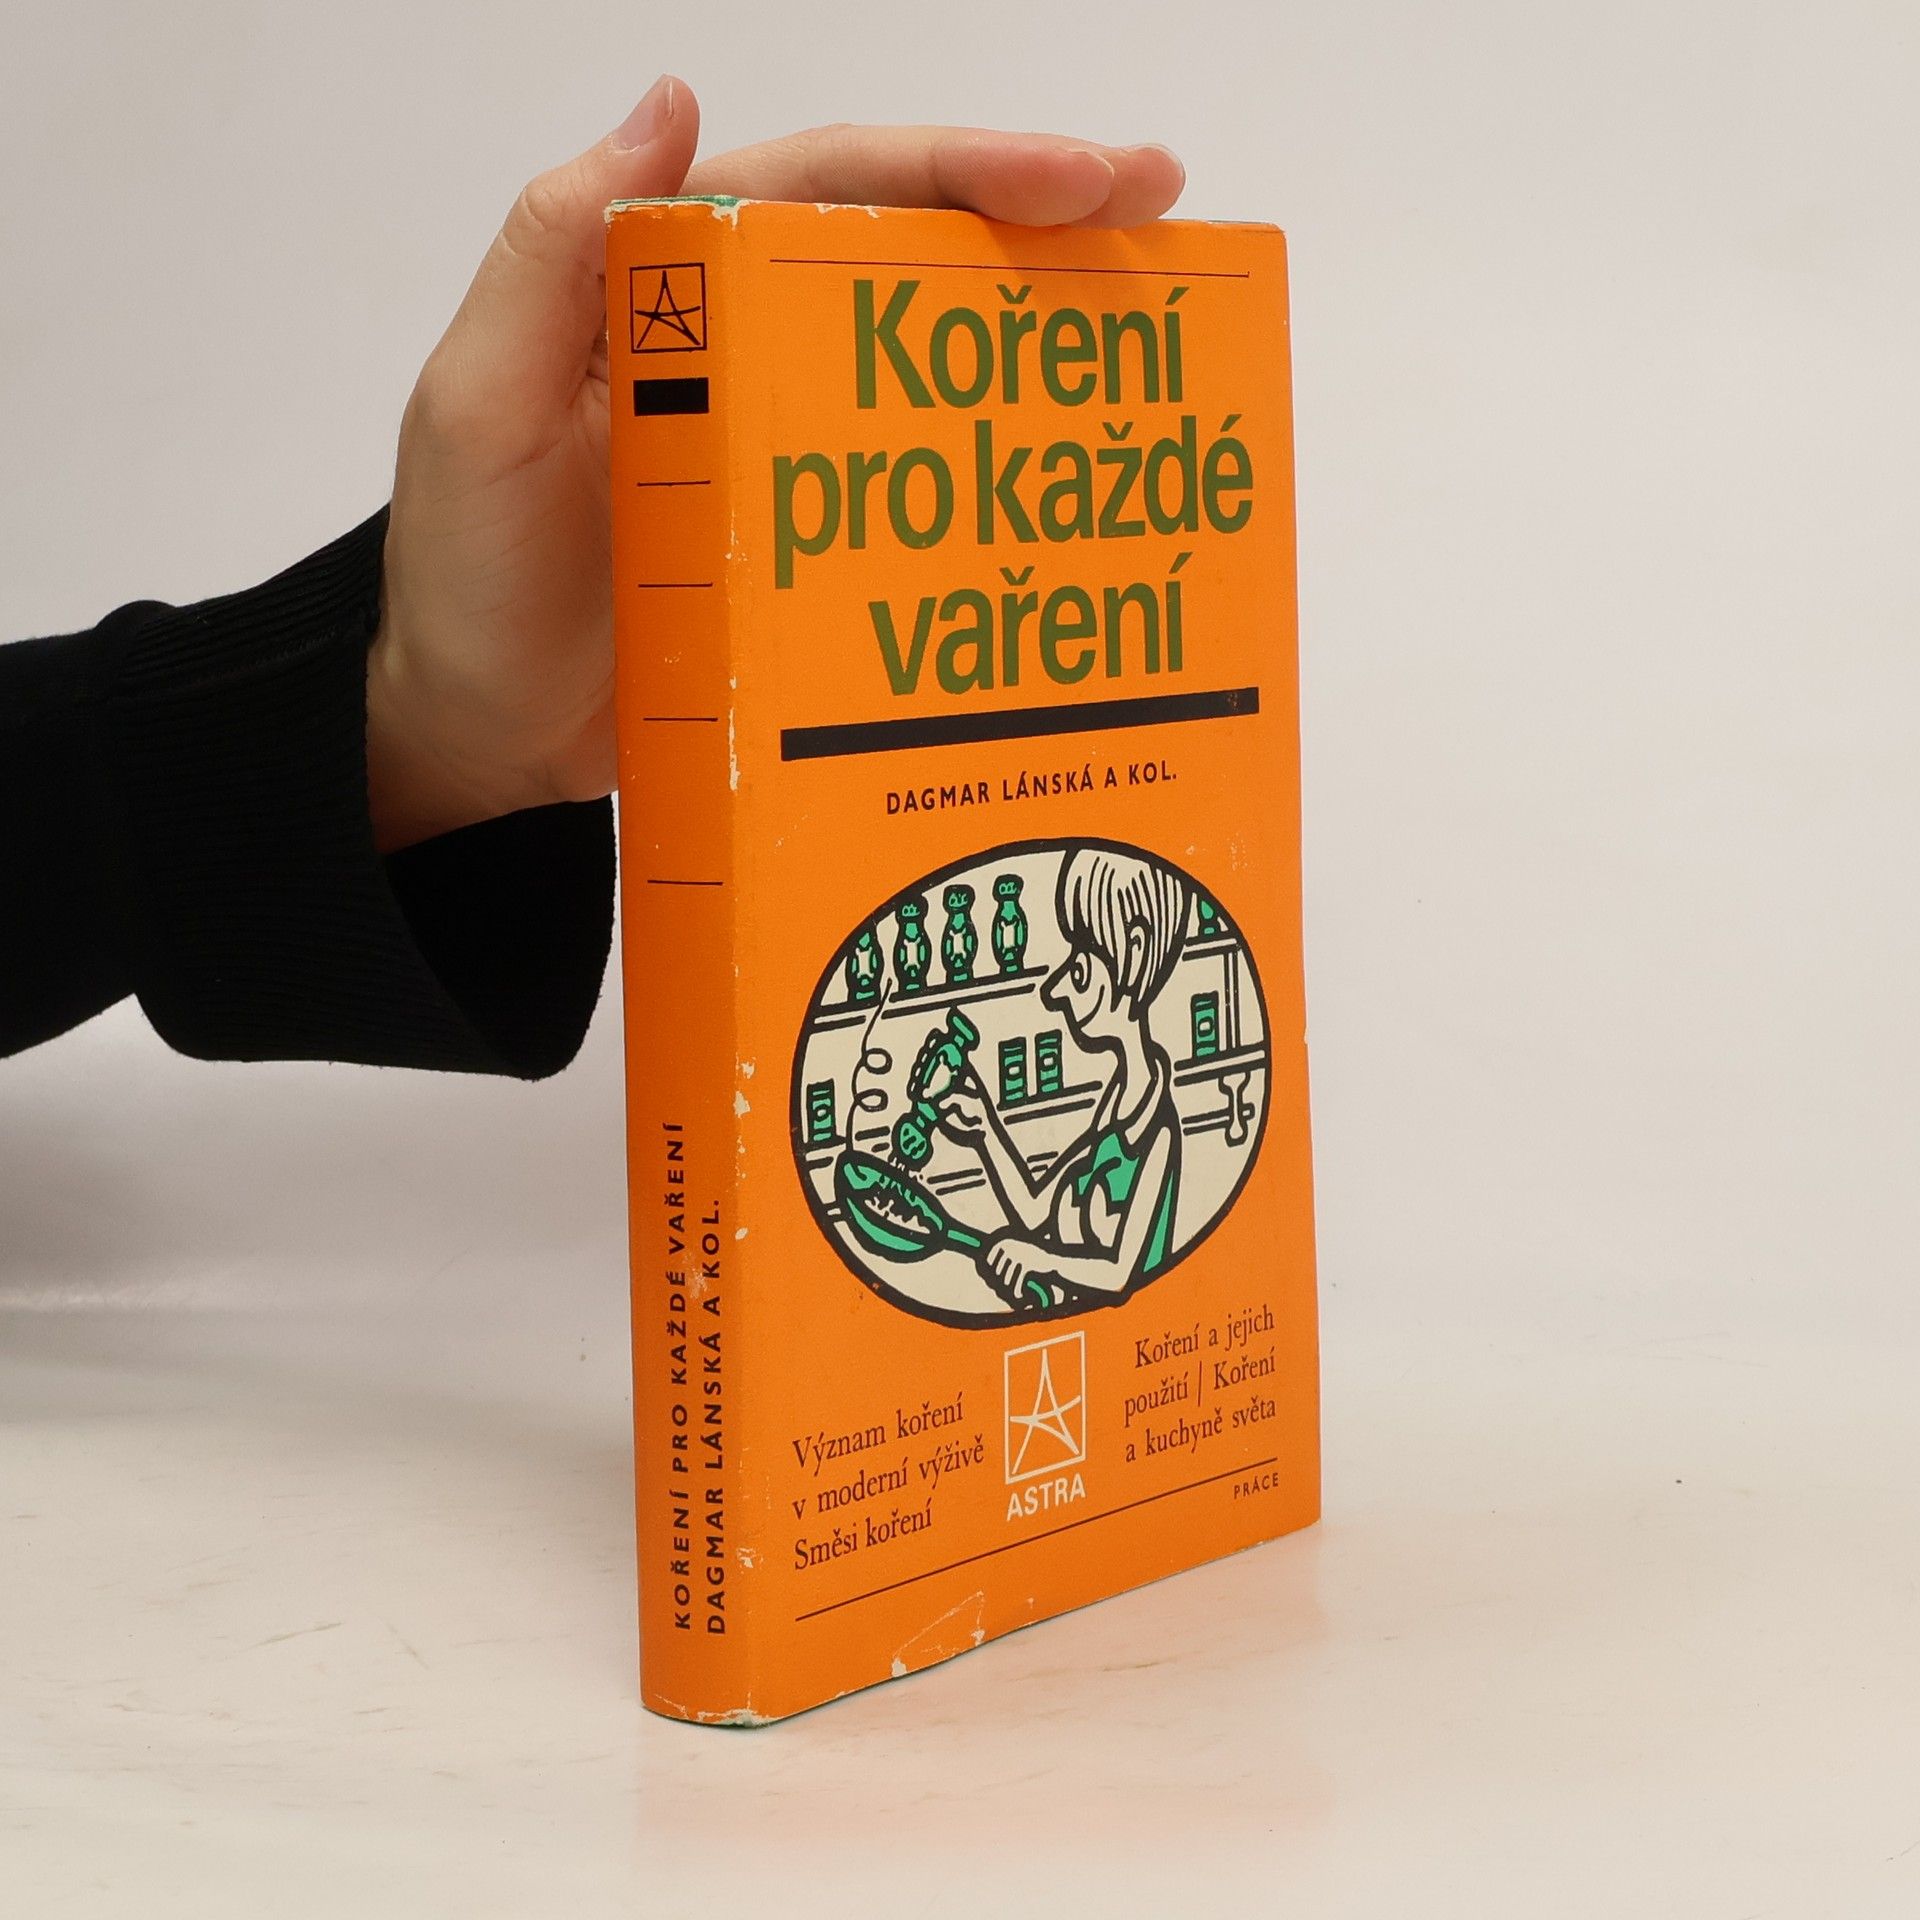 Koření
pro každé
vaření
DAGMAR LÁNSKÁ A KOL.
Význam koření
v moderní výživě
Směsi koření
ASTRA
Koření a jejich
použití / Koření
a kuchyně světa
PRÁCE
KOŘENÍ PRO KAŽDÉ VAŘENÍ
DAGMAR LÁNSKÁ A KOL.